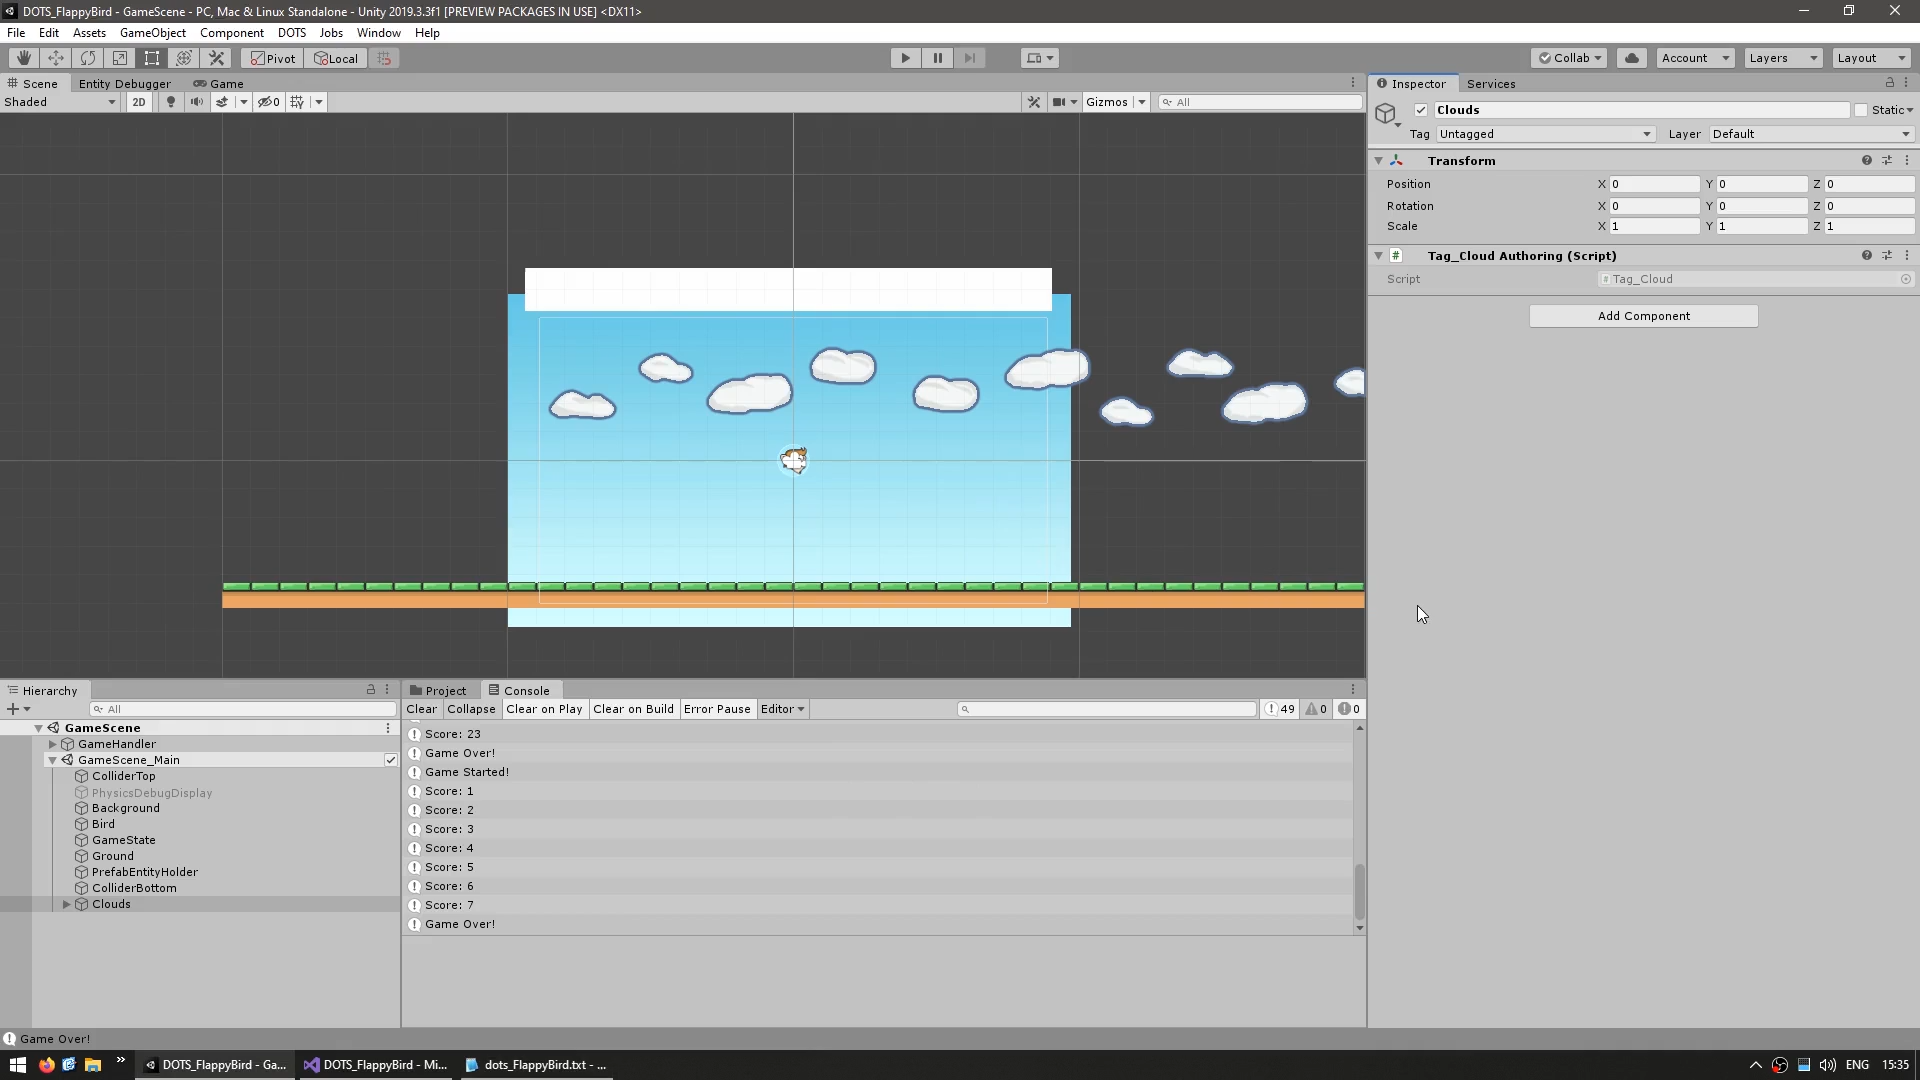 DOTS_FlappyBird - GameScene - PC, Mac & Linux Standalone - Unity 2019.3.3f1 [PREVIEW PACKAGES IN USE] <DX11>
File Edit Assets GameObject Component DOTS Jobs Window Help
Pivot Local Collab Account Layers Layout
Scene Entity Debugger Game
Shaded 2D 0 Gizmos All
Inspector Services
Clouds Static
Tag Untagged Layer Default
Transform
Position X 0 Y 0 Z 0
Rotation X 0 Y 0 Z 0
Scale X 1 Y 1 Z 1
Tag_Cloud Authoring (Script)
Script Tag_Cloud
Add Component
Hierarchy
All
GameScene
GameHandler
GameScene_Main
ColliderTop
PhysicsDebugDisplay
Background
Bird
GameState
Ground
PrefabEntityHolder
ColliderBottom
Clouds
Project Console
Clear Collapse Clear on Play Clear on Build Error Pause Editor 49 0 0
Score: 23
Game Over!
Game Started!
Score: 1
Score: 2
Score: 3
Score: 4
Score: 5
Score: 6
Score: 7
Game Over!
Game Over!
DOTS_FlappyBird - Ga... DOTS_FlappyBird - Mi... dots_FlappyBird.txt - ... ENG 15:35